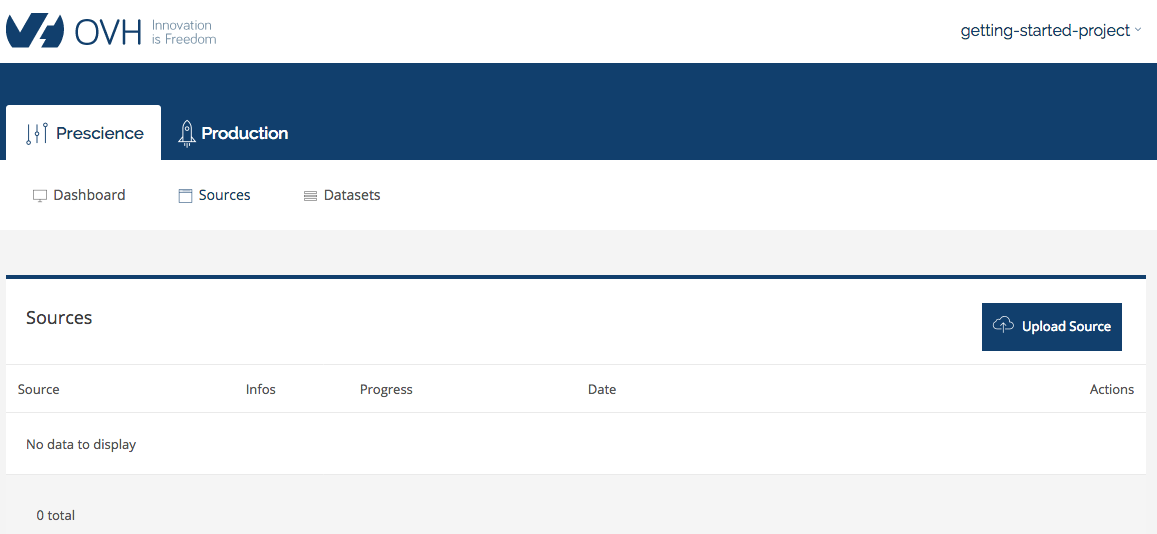 OVH Innovation
is Freedom
getting-started-project
Prescience Production
Dashboard Sources Datasets
Sources
Upload Source
Source Infos Progress Date Actions
No data to display
0 total